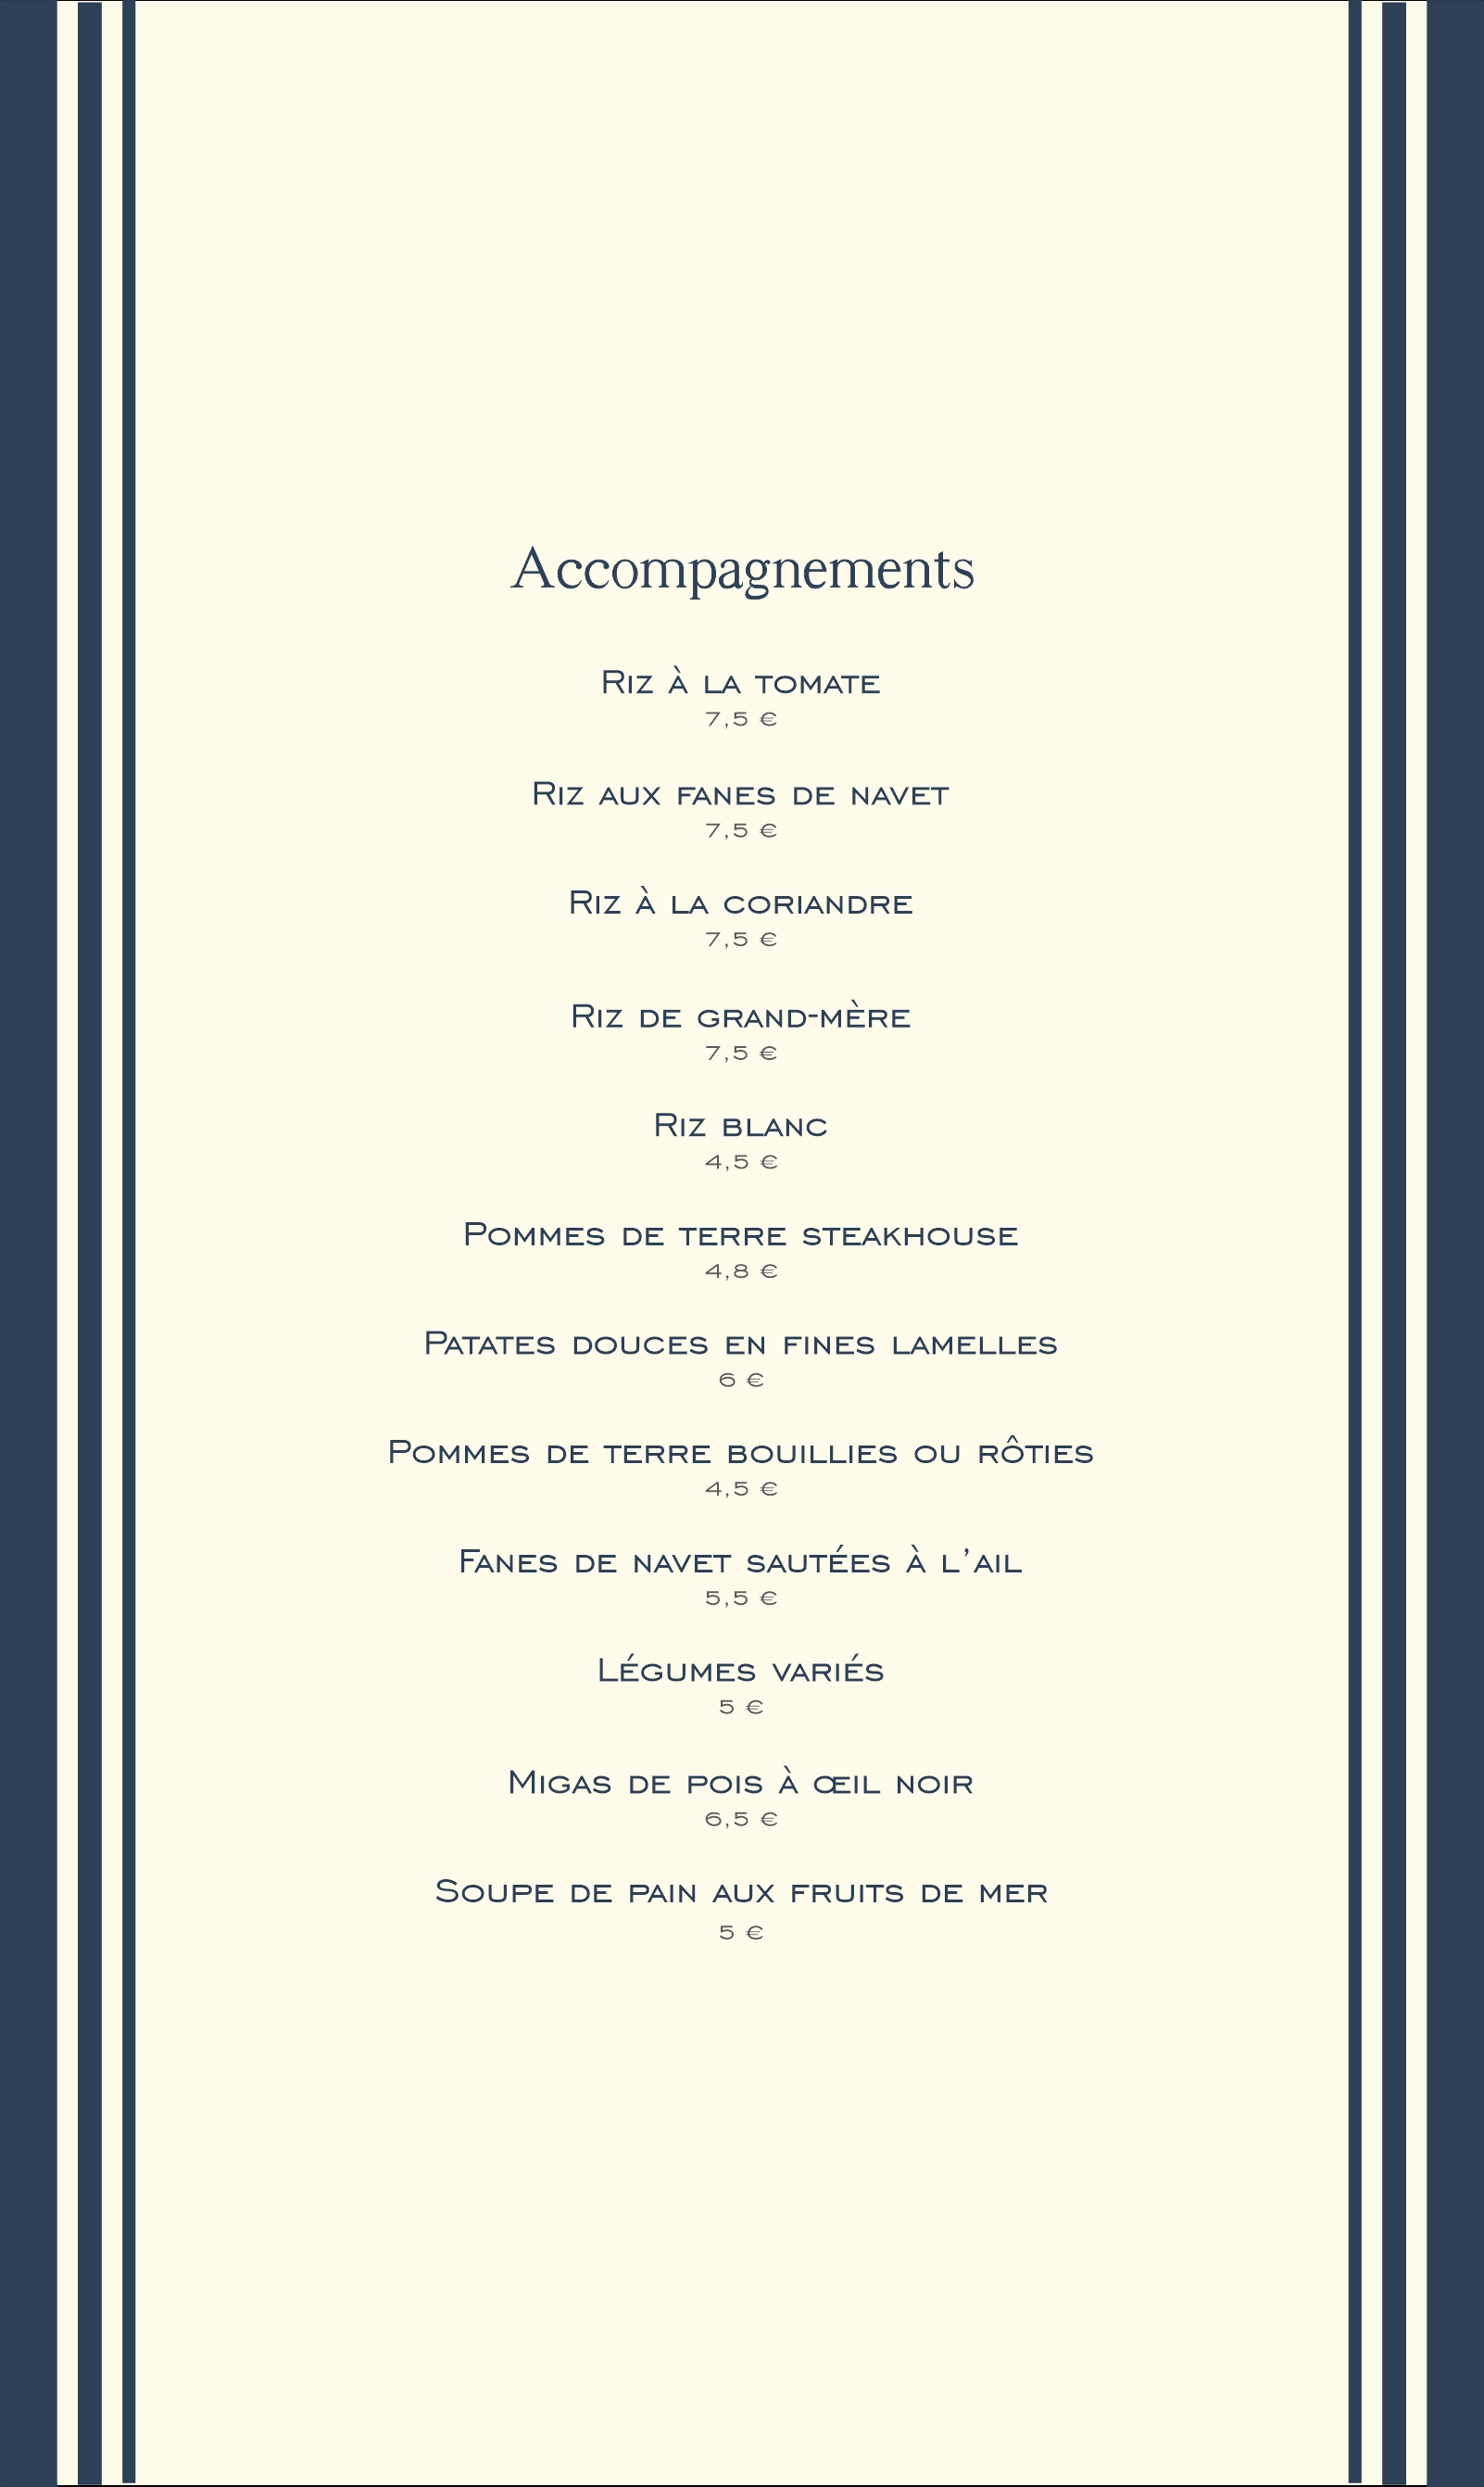 Accompagnements
Riz à la tomate
7,5 €
Riz aux fanes de navet
7,5 €
Riz à la coriandre
7,5 €
Riz de grand-mère
7,5 €
Riz blanc
4,5 €
Pommes de terre steakhouse
4,8 €
Patates douces en fines lamelles
6 €
Pommes de terre bouillies ou rôties
4,5 €
Fanes de navet sautées à l’ail
5,5 €
Légumes variés
5 €
Migas de pois à œil noir
6,5 €
Soupe de pain aux fruits de mer
5 €